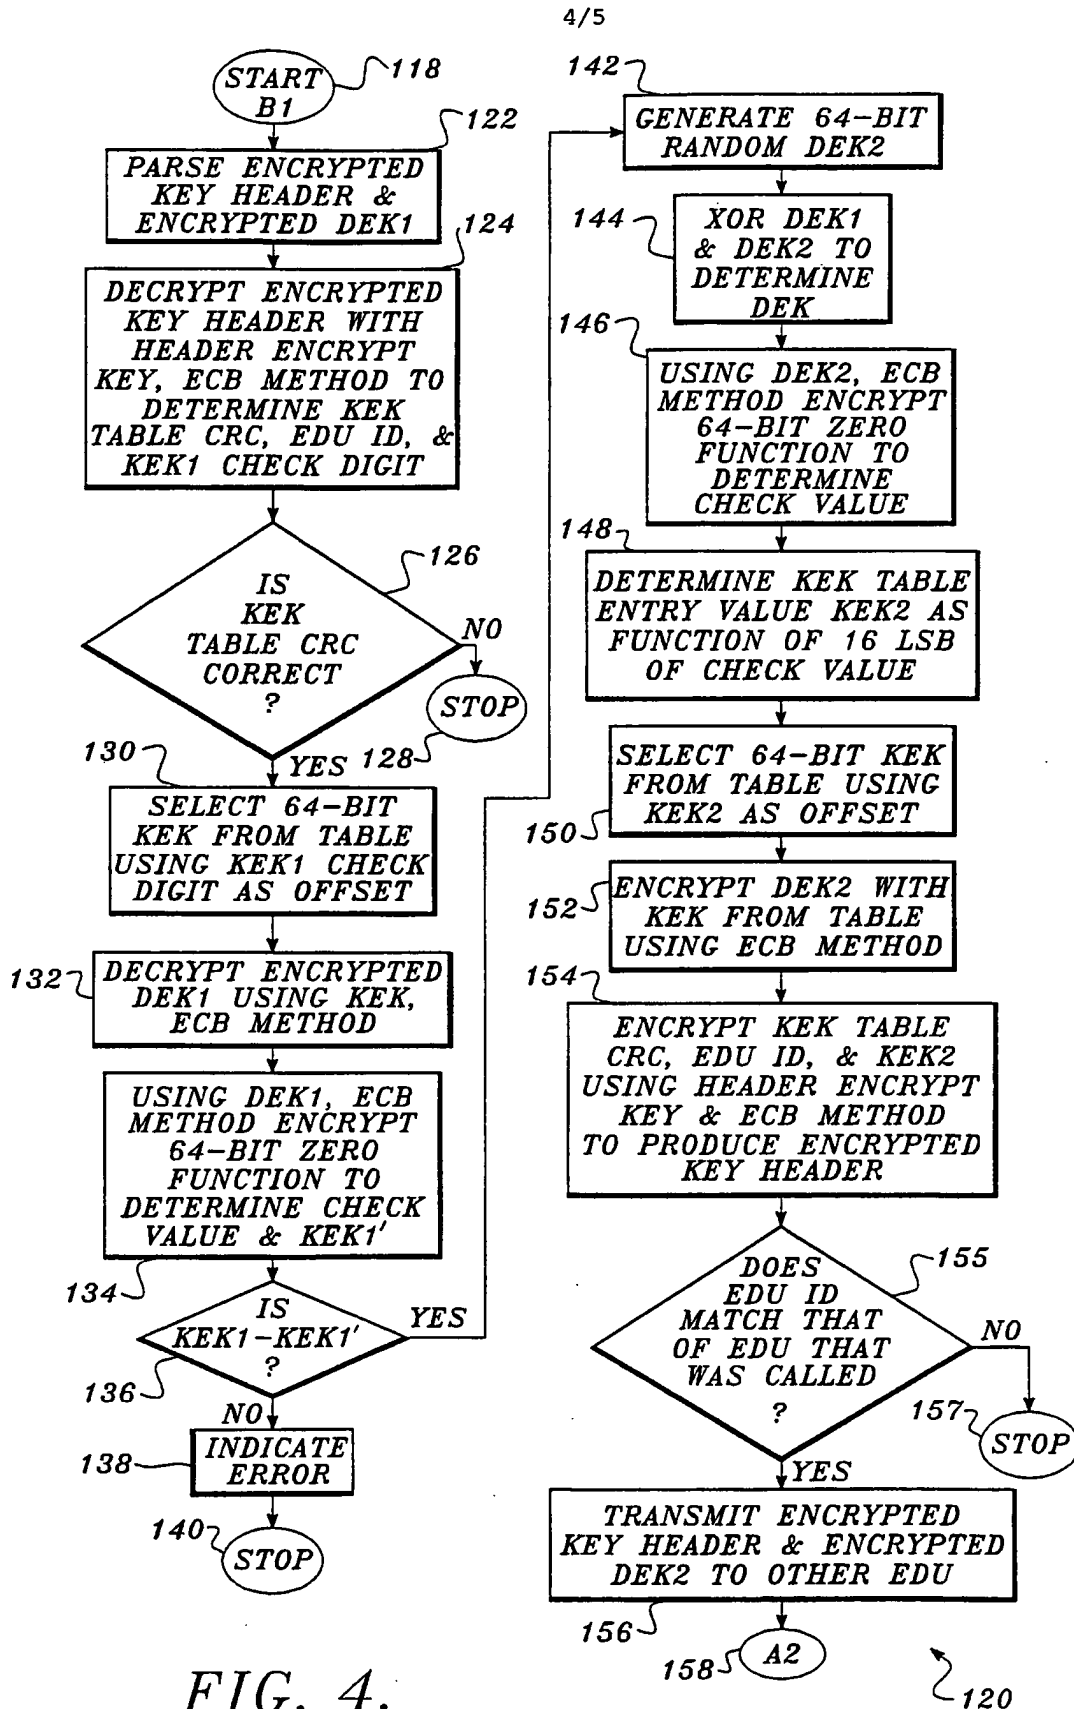 4/5
START
B1
118
122
PARSE ENCRYPTED
KEY HEADER &
ENCRYPTED DEK1
124
DECRYPT ENCRYPTED
KEY HEADER WITH
HEADER ENCRYPT
KEY, ECB METHOD TO
DETERMINE KEK
TABLE CRC, EDU ID, &
KEK1 CHECK DIGIT
126
IS
KEK
TABLE CRC
CORRECT
?
NO
STOP
128
YES
130
SELECT 64-BIT
KEK FROM TABLE
USING KEK1 CHECK
DIGIT AS OFFSET
132
DECRYPT ENCRYPTED
DEK1 USING KEK,
ECB METHOD
USING DEK1, ECB
METHOD ENCRYPT
64-BIT ZERO
FUNCTION TO
DETERMINE CHECK
VALUE & KEK1'
134
IS
KEK1-KEK1'
?
YES
136
NO
138
INDICATE
ERROR
140
STOP
142
GENERATE 64-BIT
RANDOM DEK2
144
XOR DEK1
& DEK2 TO
DETERMINE
DEK
146
USING DEK2, ECB
METHOD ENCRYPT
64-BIT ZERO
FUNCTION TO
DETERMINE
CHECK VALUE
148
DETERMINE KEK TABLE
ENTRY VALUE KEK2 AS
FUNCTION OF 16 LSB
OF CHECK VALUE
SELECT 64-BIT KEK
FROM TABLE USING
KEK2 AS OFFSET
150
152
ENCRYPT DEK2 WITH
KEK FROM TABLE
USING ECB METHOD
154
ENCRYPT KEK TABLE
CRC, EDU ID, & KEK2
USING HEADER ENCRYPT
KEY & ECB METHOD
TO PRODUCE ENCRYPTED
KEY HEADER
155
DOES
EDU ID
MATCH THAT
OF EDU THAT
WAS CALLED
?
NO
157
STOP
YES
TRANSMIT ENCRYPTED
KEY HEADER & ENCRYPTED
DEK2 TO OTHER EDU
156
A2
158
120
FIG. 4.